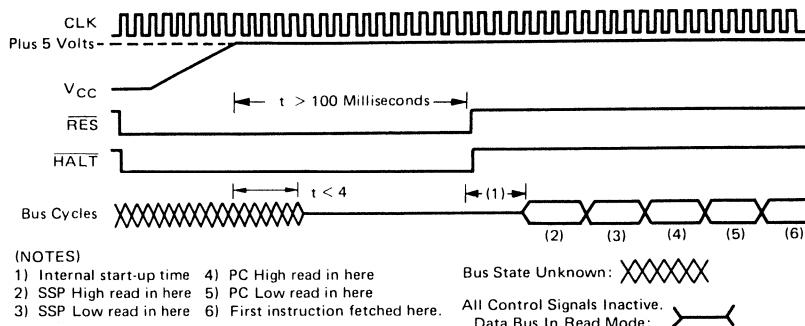 CLK
Plus 5 Volts
VCC
t > 100 Milliseconds
RES
HALT
t < 4
(1)
Bus Cycles
(2) (3) (4) (5) (6)
(NOTES)
1) Internal start-up time 4) PC High read in here
2) SSP High read in here 5) PC Low read in here
3) SSP Low read in here 6) First instruction fetched here.
Bus State Unknown:
All Control Signals Inactive.
Data Bus In Read Mode: